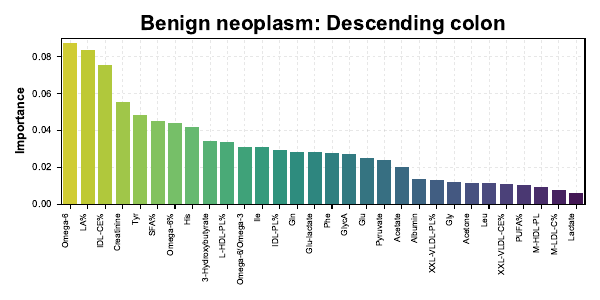 Benign neoplasm: Descending colon
Importance
0.08
0.06
0.04
0.02
0.00
Omega-6
LA%
IDL-CE%
Creatinine
Tyr
SFA%
Omega-6%
His
3-Hydroxybutyrate
L-HDL-PL%
Omega-6/Omega-3
Ile
IDL-PL%
Gln
Glu-lactate
Phe
GlycA
Glu
Pyruvate
Acetate
Albumin
XXL-VLDL-PL%
Gly
Acetone
Leu
XXL-VLDL-CE%
PUFA%
M-HDL-PL
M-LDL-C%
Lactate